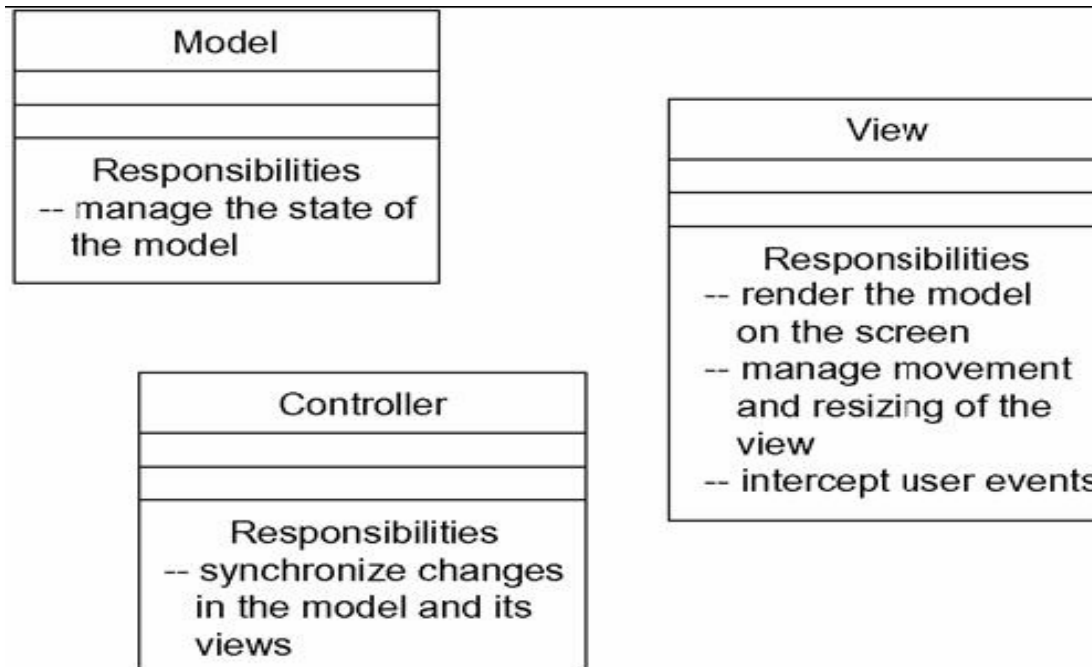 Model
Responsibilities
-- manage the state of
the model
View
Responsibilities
-- render the model
on the screen
-- manage movement
and resizing of the
view
-- intercept user events
Controller
Responsibilities
-- synchronize changes
in the model and its
views